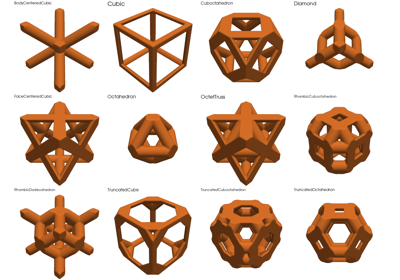 BodyCenteredCubic
Cubic
Cuboctahedron
Diamond
FaceCenteredCubic
Octahedron
OctetTruss
RhombicCuboctahedron
RhombicDodecahedron
TruncatedCube
TruncatedCuboctahedron
TruncatedOctahedron